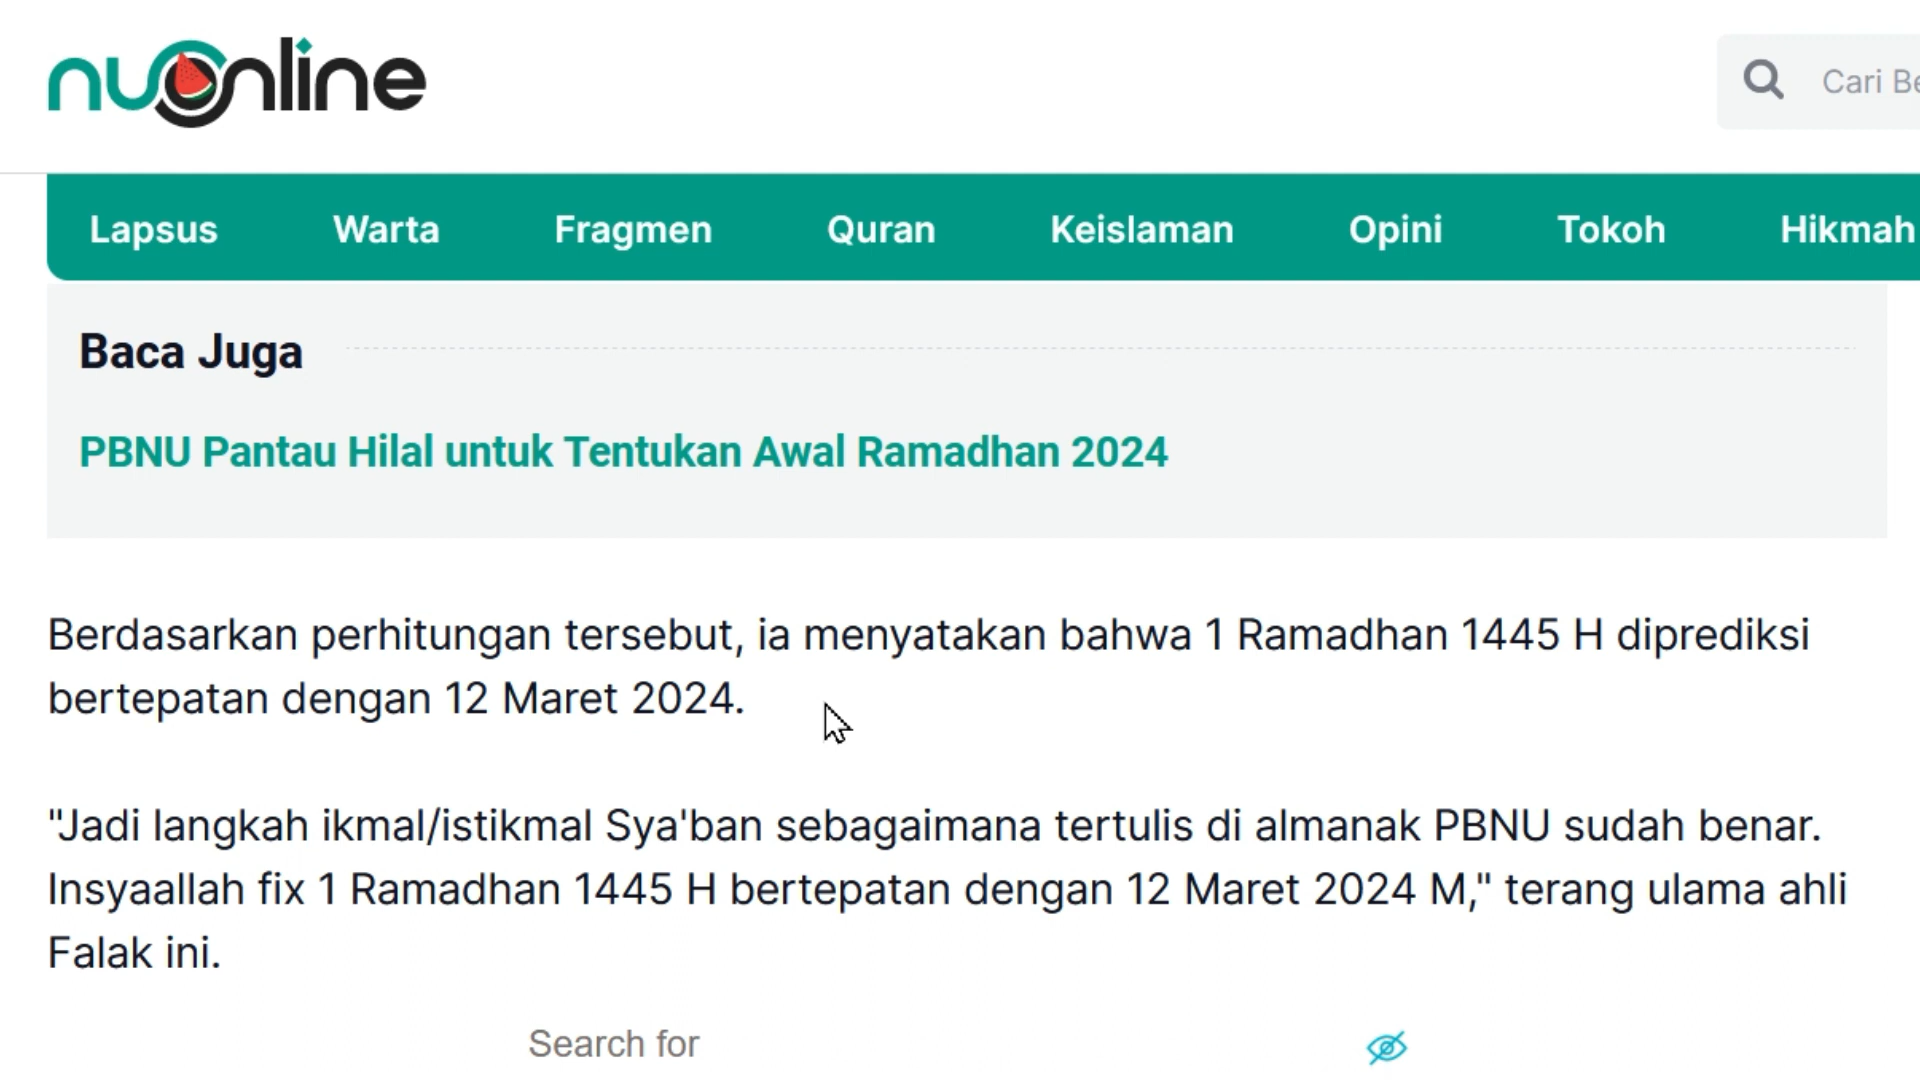 nuOnline
Cari Be
Lapsus Warta Fragmen Quran Keislaman Opini Tokoh Hikmah
Baca Juga
PBNU Pantau Hilal untuk Tentukan Awal Ramadhan 2024
Berdasarkan perhitungan tersebut, ia menyatakan bahwa 1 Ramadhan 1445 H diprediksi
bertepatan dengan 12 Maret 2024.
"Jadi langkah ikmal/istikmal Sya'ban sebagaimana tertulis di almanak PBNU sudah benar.
Insyaallah fix 1 Ramadhan 1445 H bertepatan dengan 12 Maret 2024 M," terang ulama ahli
Falak ini.
Search for